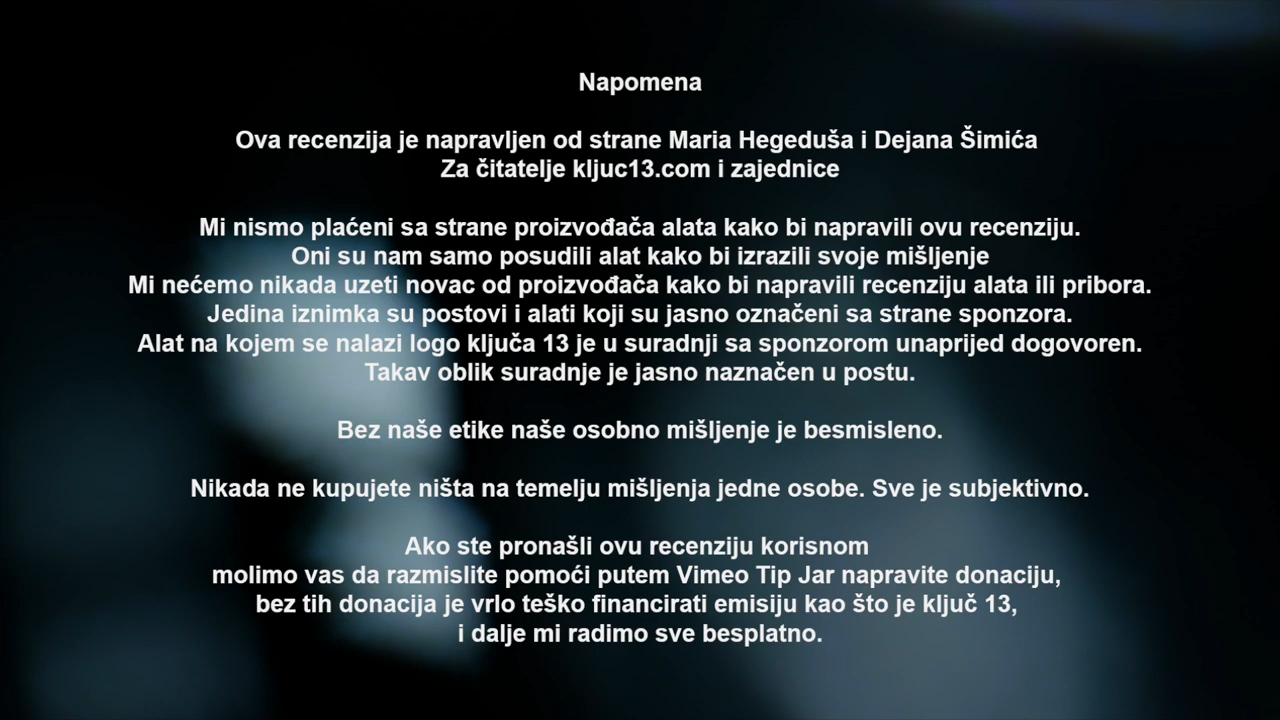 Napomena
Ova recenzija je napravljen od strane Maria Hegeduša i Dejana Šimića
Za čitatelje kljuc13.com i zajednice
Mi nismo plaćeni sa strane proizvođača alata kako bi napravili ovu recenziju.
Oni su nam samo posudili alat kako bi izrazili svoje mišljenje
Mi nećemo nikada uzeti novac od proizvođača kako bi napravili recenziju alata ili pribora.
Jedina iznimka su postovi i alati koji su jasno označeni sa strane sponzora.
Alat na kojem se nalazi logo ključa 13 je u suradnji sa sponzorom unaprijed dogovoren.
Takav oblik suradnje je jasno naznačen u postu.
Bez naše etike naše osobno mišljenje je besmisleno.
Nikada ne kupujete ništa na temelju mišljenja jedne osobe. Sve je subjektivno.
Ako ste pronašli ovu recenziju korisnom
molimo vas da razmislite pomoći putem Vimeo Tip Jar napravite donaciju,
bez tih donacija je vrlo teško financirati emisiju kao što je ključ 13,
i dalje mi radimo sve besplatno.